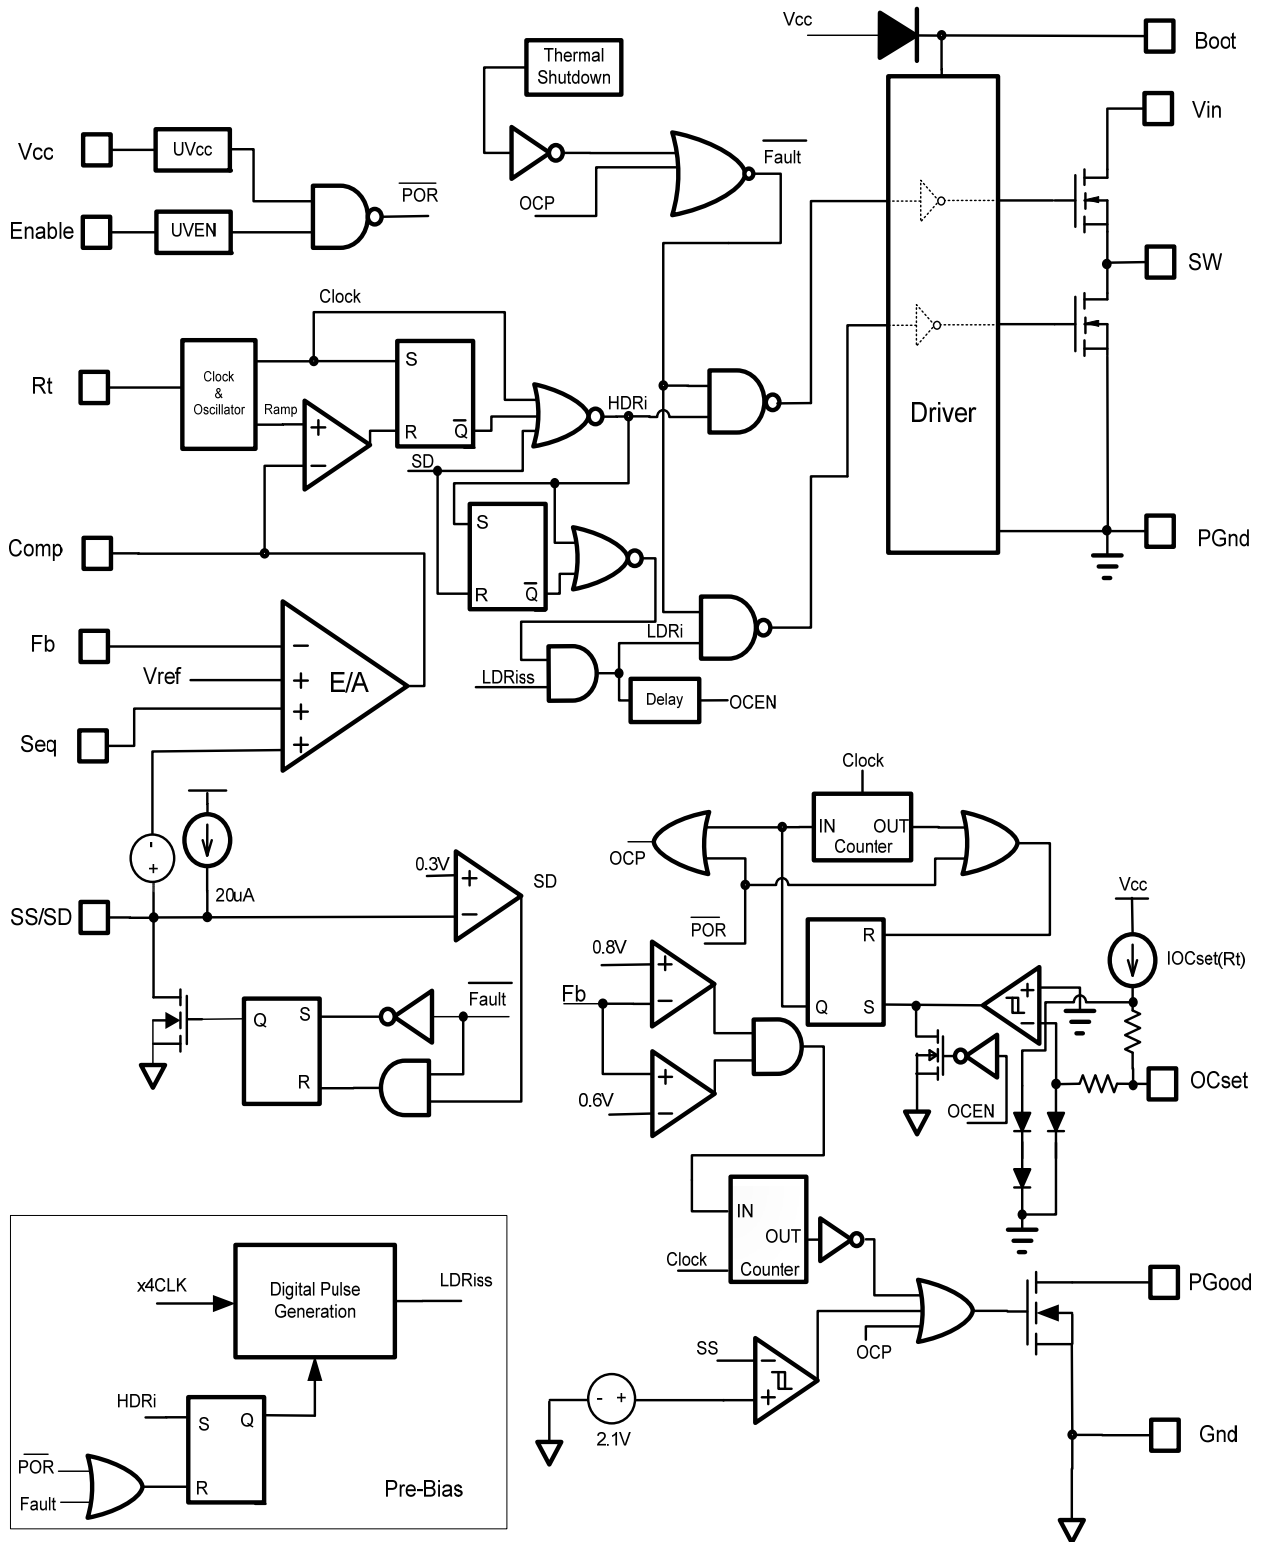 Vcc
Boot
Thermal
Shutdown
Vin
Vcc
UVcc
Fault
POR
OCP
Enable
UVEN
SW
Clock
Rt
Clock
&
Oscillator
Ramp
+
−
S
R
Q
HDRi
SD
Driver
S
R
Q
Comp
PGnd
Fb
Vref
Seq
−
+
+
+
E/A
LDRi
LDRiss
Delay
OCEN
Clock
IN
OUT
Counter
OCP
-
+
20uA
0.3V
+
−
SD
SS/SD
Vcc
POR
R
Q
S
IOCset(Rt)
0.8V
+
−
Fb
+
−
0.6V
Fault
Q
S
R
+
−
OCset
OCEN
IN
OUT
Counter
Clock
x4CLK
Digital Pulse
Generation
LDRiss
PGood
SS
−
+
OCP
- +
2.1V
HDRi
S
Q
R
POR
Fault
Pre-Bias
Gnd